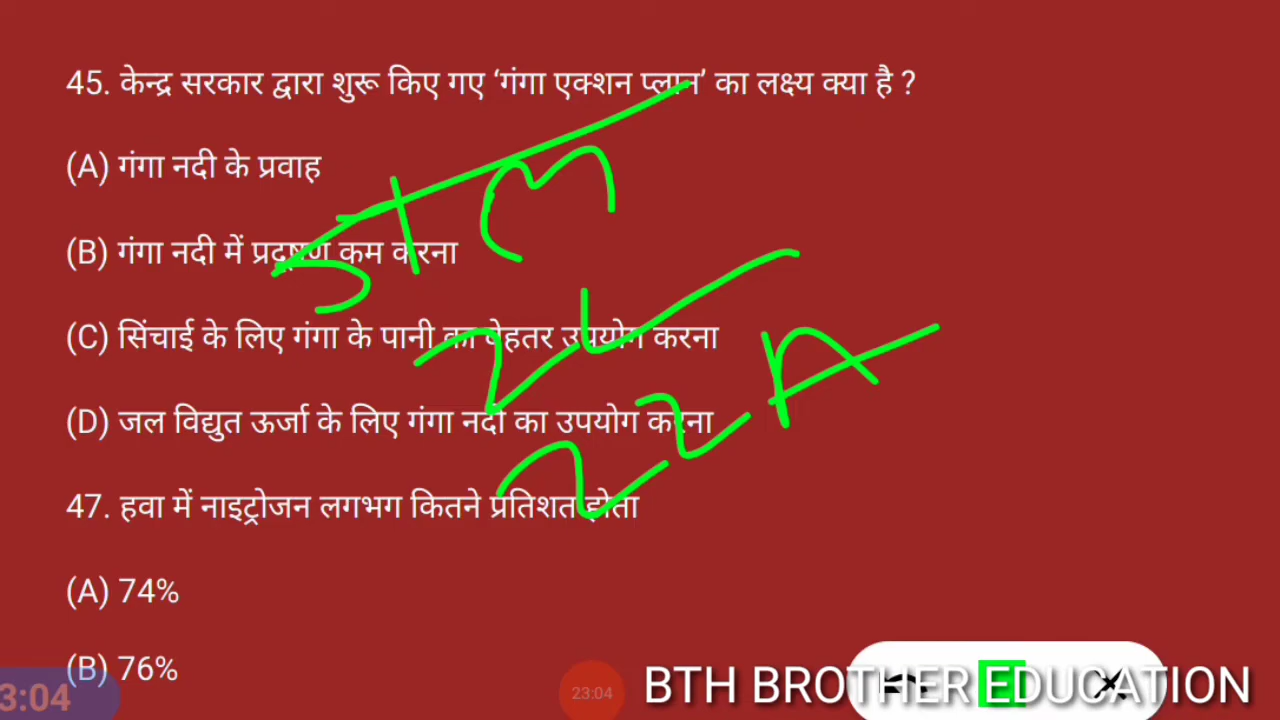 45. केन्द्र सरकार द्वारा शुरू किए गए ‘गंगा एक्शन प्लान’ का लक्ष्य क्या है ?
(A) गंगा नदी के प्रवाह
(B) गंगा नदी में प्रदूषण कम करना
(C) सिंचाई के लिए गंगा के पानी का बेहतर उपयोग करना
(D) जल विद्युत ऊर्जा के लिए गंगा नदी का उपयोग करना
47. हवा में नाइट्रोजन लगभग कितने प्रतिशत होता
(A) 74%
(B) 76%
3:04
23:04
BTH BROTHER EDUCATION